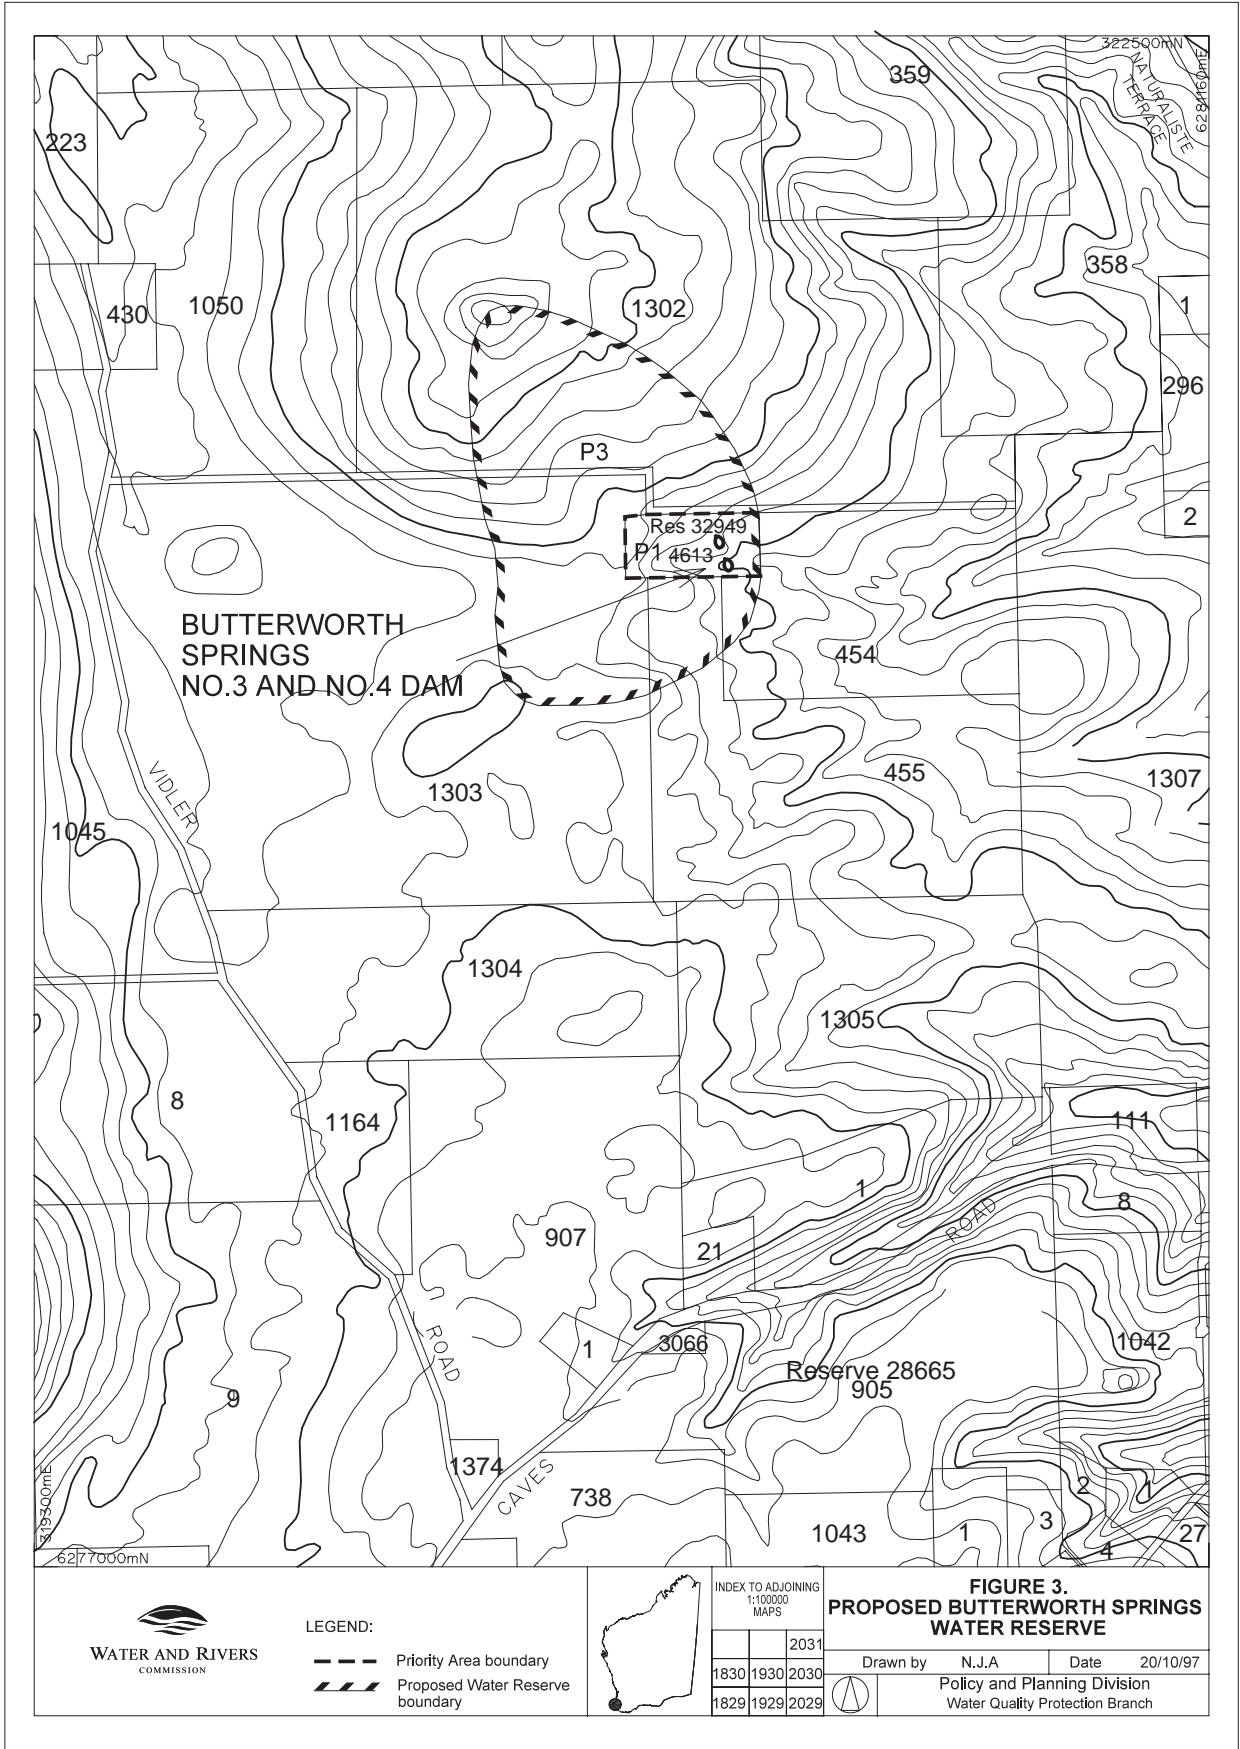 322500mN
NATURALISTE
TERRACE
6281160mE
359
223
358
430
1050
1302
1
296
P3
2
Res 32949
P1 4613
BUTTERWORTH
SPRINGS
NO.3 AND NO.4 DAM
454
455
VIDLER
1303
1307
1045
1304
1305
8
1164
111
1
8
ROAD
907
21
ROAD
1
3066
1042
Reserve 28665
905
9
1374
CAVES
738
2
1
1043
1
3
4
27
319300mE
6277000mN
WATER AND RIVERS
COMMISSION
LEGEND:
Priority Area boundary
Proposed Water Reserve
boundary
INDEX TO ADJOINING
1:100000
MAPS
2031
1830 1930 2030
1829 1929 2029
FIGURE 3.
PROPOSED BUTTERWORTH SPRINGS
WATER RESERVE
Drawn by N.J.A Date 20/10/97
Policy and Planning Division
Water Quality Protection Branch